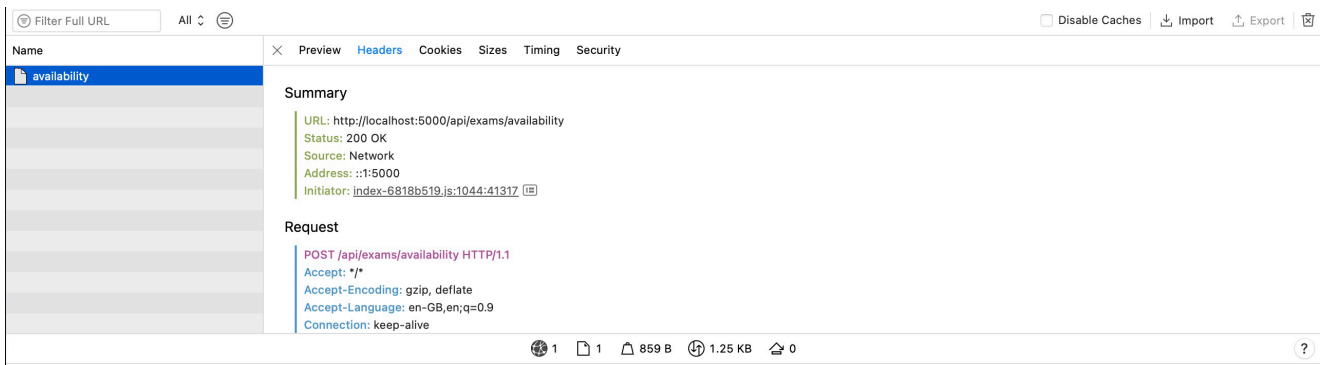 Filter Full URL All Disable Caches Import Export
Name Preview Headers Cookies Sizes Timing Security
availability
Summary
URL: http://localhost:5000/api/exams/availability
Status: 200 OK
Source: Network
Address: ::1:5000
Initiator: index-6818b519.js:1044:41317
Request
POST /api/exams/availability HTTP/1.1
Accept: */*
Accept-Encoding: gzip, deflate
Accept-Language: en-GB,en;q=0.9
Connection: keep-alive
1 1 859 B 1.25 KB 0 ?